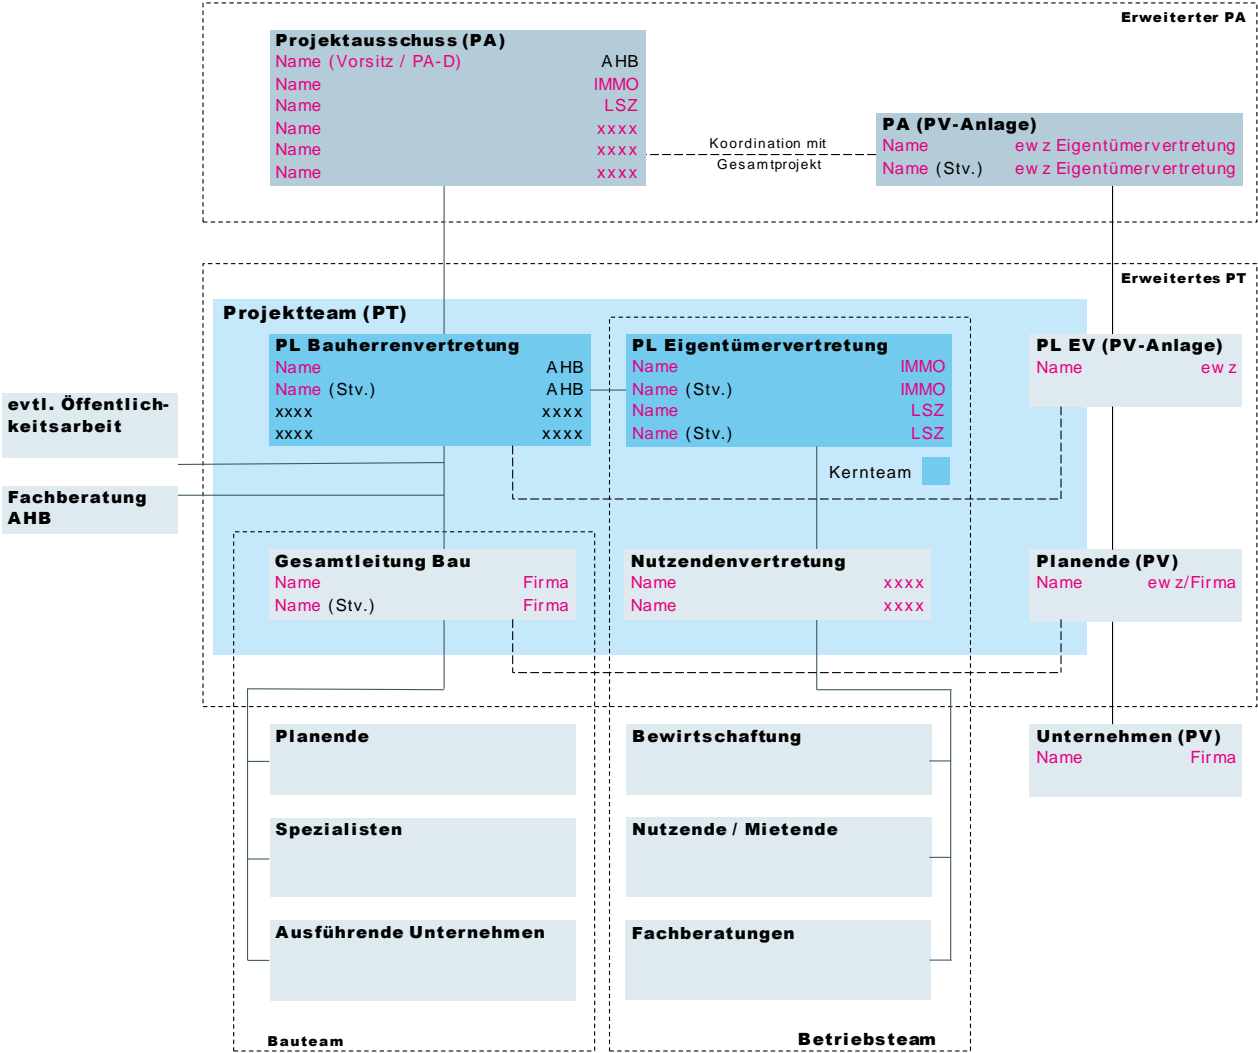 Erweiterter PA
Projektausschuss (PA)
Name (Vorsitz / PA-D) AHB
Name IMMO
Name LSZ
Name xxxx
Name xxxx
Name xxxx
Koordination mit
Gesamtprojekt
PA (PV-Anlage)
Name ewz Eigentümervertretung
Name (Stv.) ewz Eigentümervertretung
Erweitertes PT
Projektteam (PT)
PL Bauherrenvertretung
Name AHB
Name (Stv.) AHB
xxxx xxxx
xxxx xxxx
PL Eigentümervertretung
Name IMMO
Name (Stv.) IMMO
Name LSZ
Name (Stv.) LSZ
PL EV (PV-Anlage)
Name ewz
evtl. Öffentlich-
keitsarbeit
Kernteam
Fachberatung
AHB
Gesamtleitung Bau
Name Firma
Name (Stv.) Firma
Nutzendenvertretung
Name xxxx
Name xxxx
Planende (PV)
Name ewz/Firma
Planende
Bewirtschaftung
Unternehmen (PV)
Name Firma
Spezialisten
Nutzende / Mietende
Ausführende Unternehmen
Fachberatungen
Bauteam
Betriebsteam